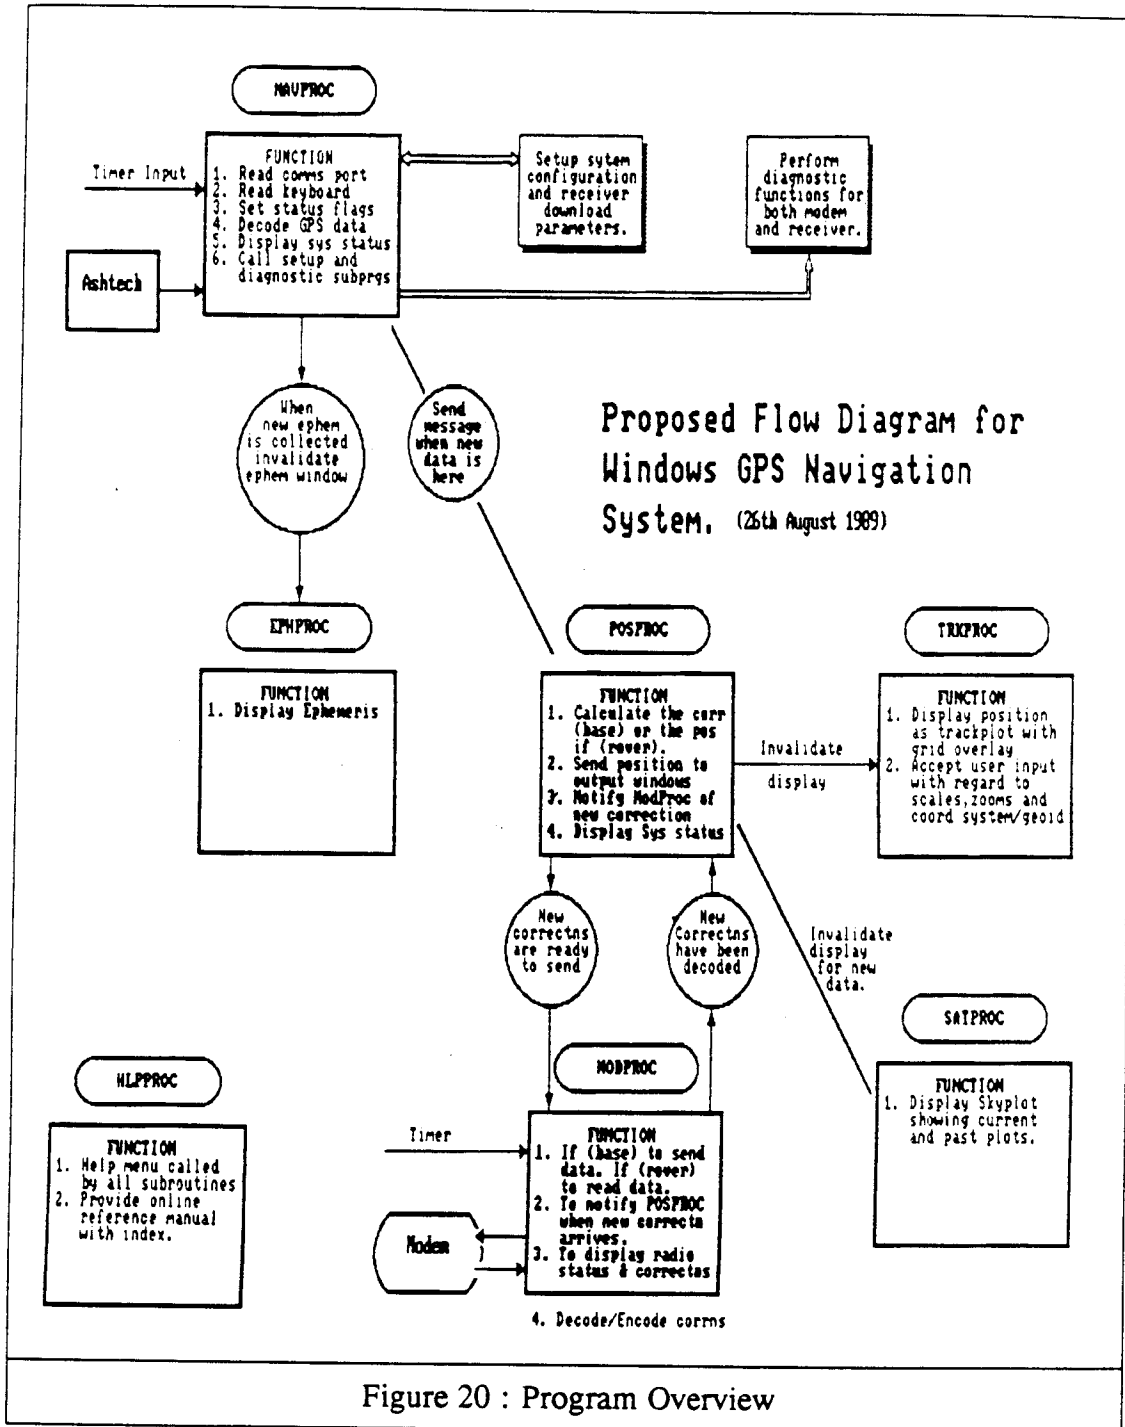 NAVPROC
Timer Input
FUNCTION
1. Read comms port
2. Read keyboard
3. Set status flags
4. Decode GPS data
5. Display sys status
6. Call setup and
diagnostic subprgs
Setup sytem
configuration
and receiver
download
parameters.
Perform
diagnostic
functions for
both modem
and receiver.
Ashtech
When
new ephem
is collected
invalidate
ephem window
Send
message
when new
data is
here
Proposed Flow Diagram for
Windows GPS Navigation
System. (26th August 1989)
EPHPROC
FUNCTION
1. Display Ephemeris
POSPROC
FUNCTION
1. Calculate the corr
(base) or the pos
if (rover).
2. Send position to
output windows
3. Notify ModProc of
new correction
4. Display Sys status
Invalidate
display
TRKPROC
FUNCTION
1. Display position
as trackplot with
grid overlay
2. Accept user input
with regard to
scales,zooms and
coord system/geoid
New
correctns
are ready
to send
New
Correctns
have been
decoded
Invalidate
display
for new
data.
SATPROC
FUNCTION
1. Display Skyplot
showing current
and past plots.
HLPPROC
FUNCTION
1. Help menu called
by all subroutines
2. Provide online
reference manual
with index.
MODPROC
Timer
Modem
FUNCTION
1. If (base) to send
data. If (rover)
to read data.
2. To notify POSPROC
when new correctn
arrives.
3. To display radio
status & correctns
4. Decode/Encode corrns
Figure 20 : Program Overview